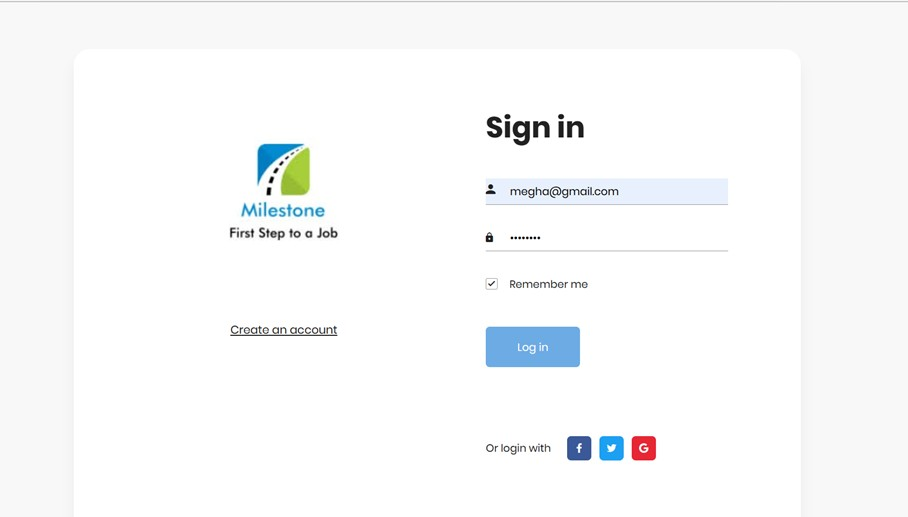 Milestone
First Step to a Job
Create an account
Sign in
megha@gmail.com
••••••••
Remember me
Log in
Or login with